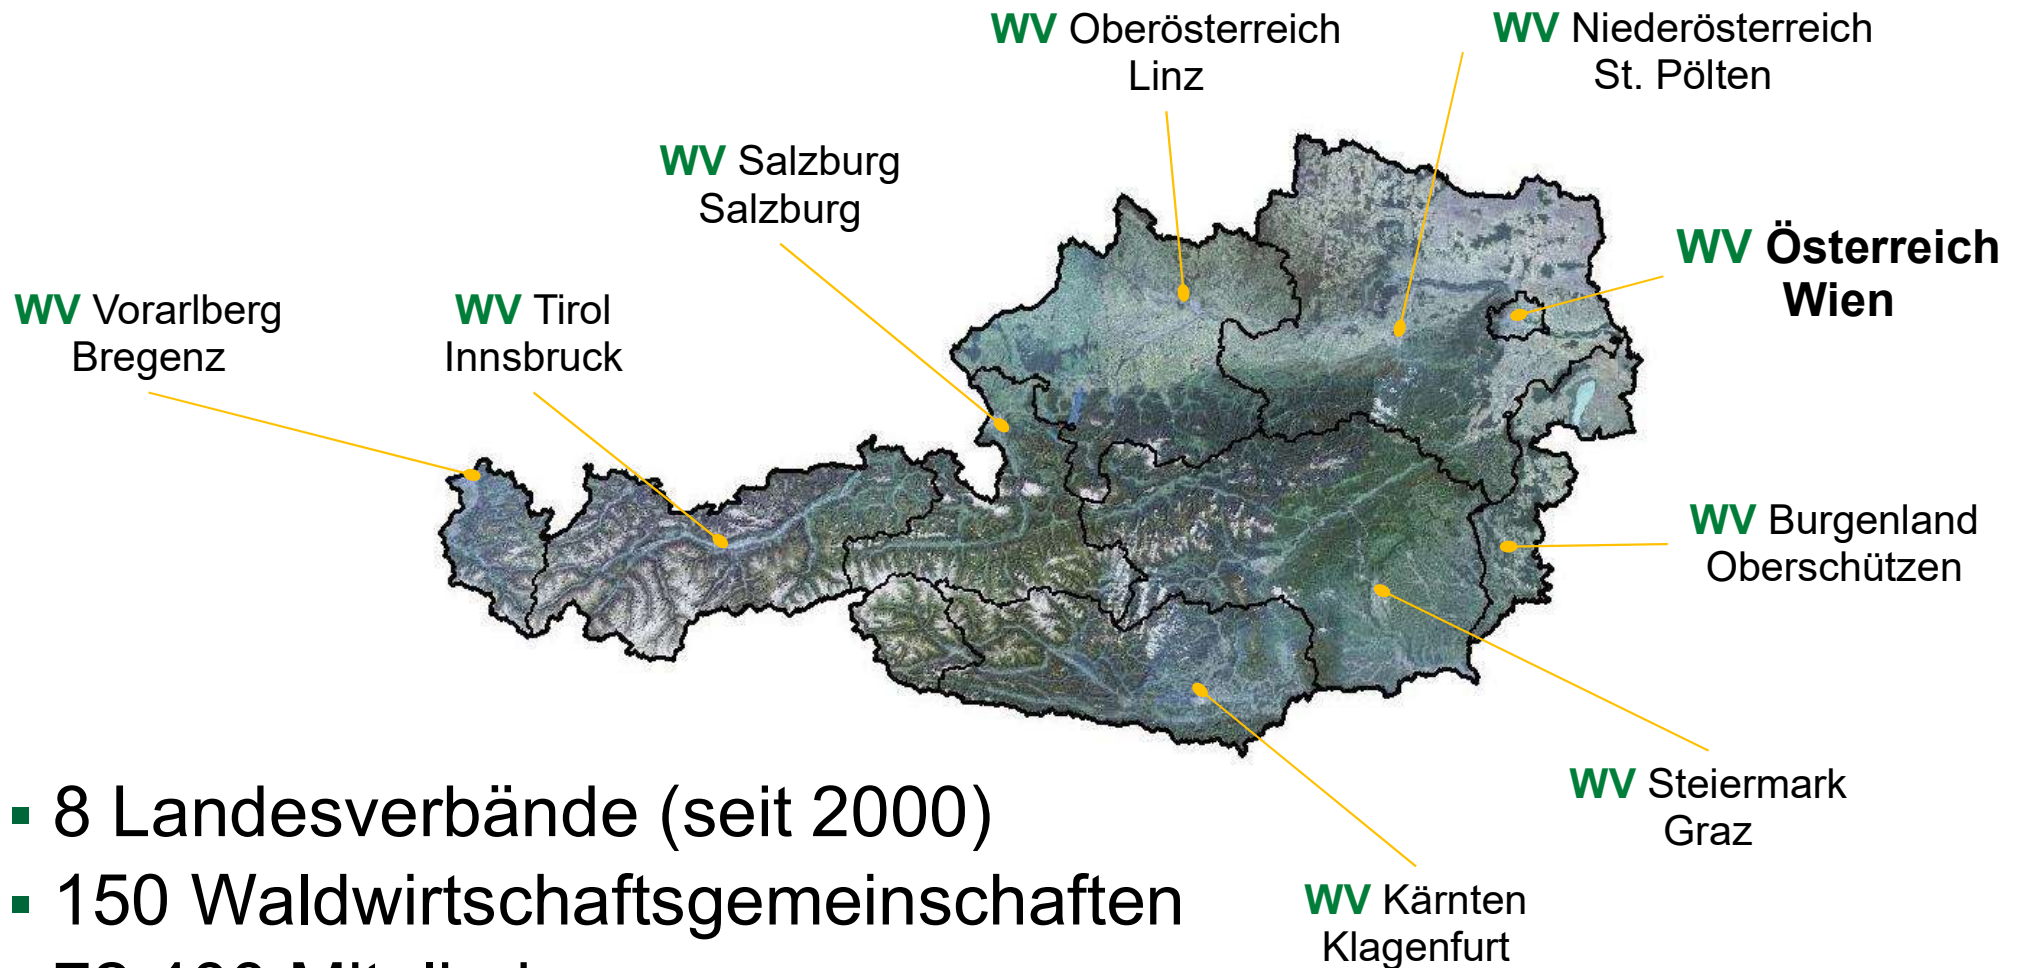 WV Oberösterreich
Linz
WV Niederösterreich
St. Pölten
WV Salzburg
Salzburg
WV Österreich
Wien
WV Vorarlberg
Bregenz
WV Tirol
Innsbruck
WV Burgenland
Oberschützen
WV Steiermark
Graz
WV Kärnten
Klagenfurt
▪ 8 Landesverbände (seit 2000)
▪ 150 Waldwirtschaftsgemeinschaften